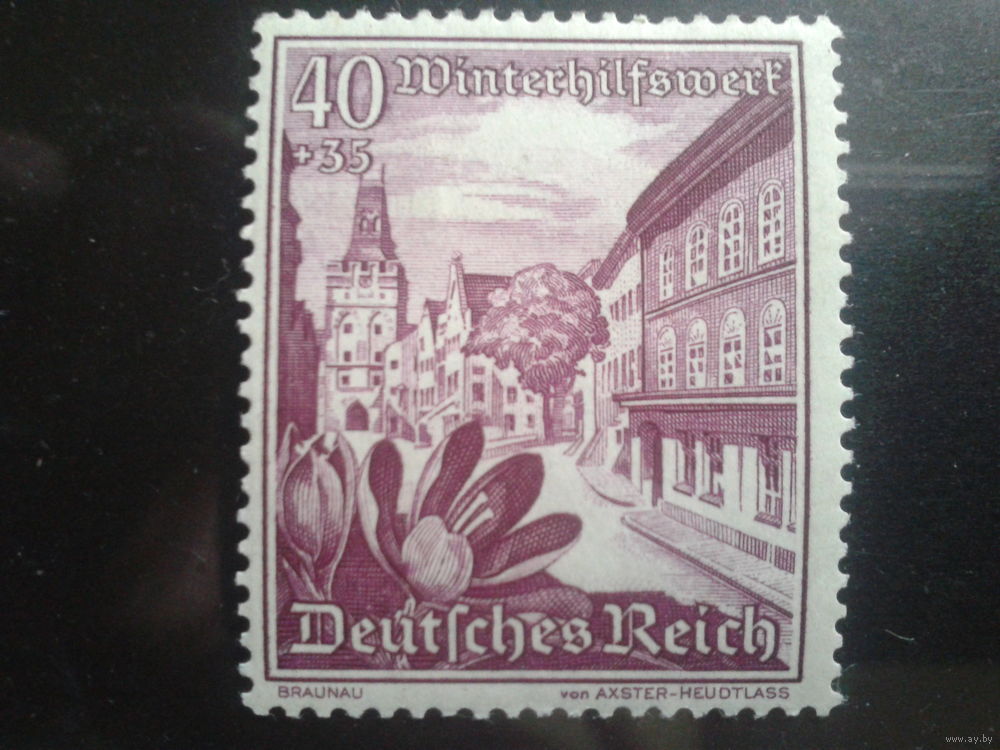 40 Winterhilfswerk
+35
Deutſches Reich
BRAUNAU von AXSTER-HEUDTLASS
www.ay.by